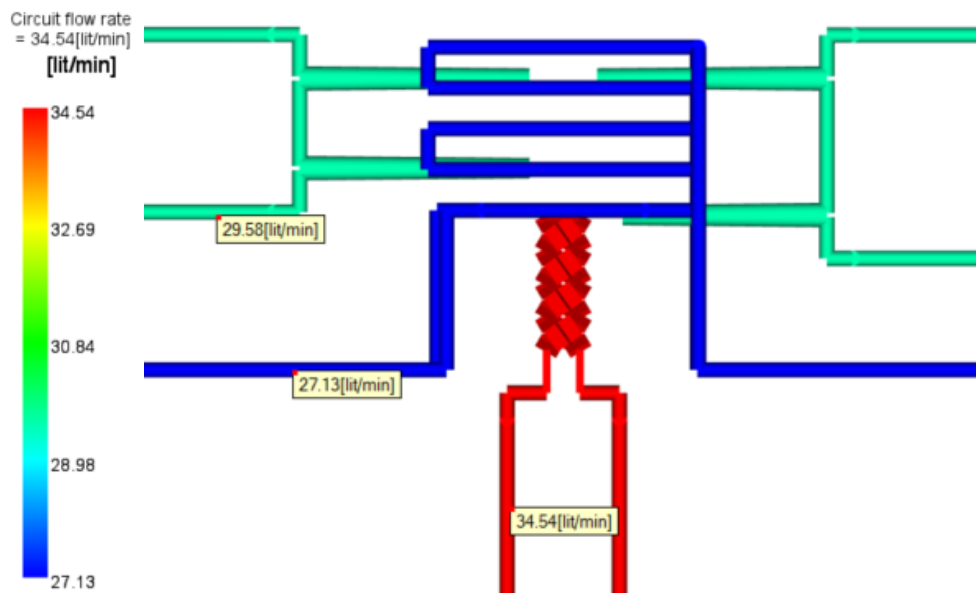 Circuit flow rate
= 34.54[lit/min]
[lit/min]
34.54
32.69
30.84
28.98
27.13
29.58[lit/min]
27.13[lit/min]
34.54[lit/min]